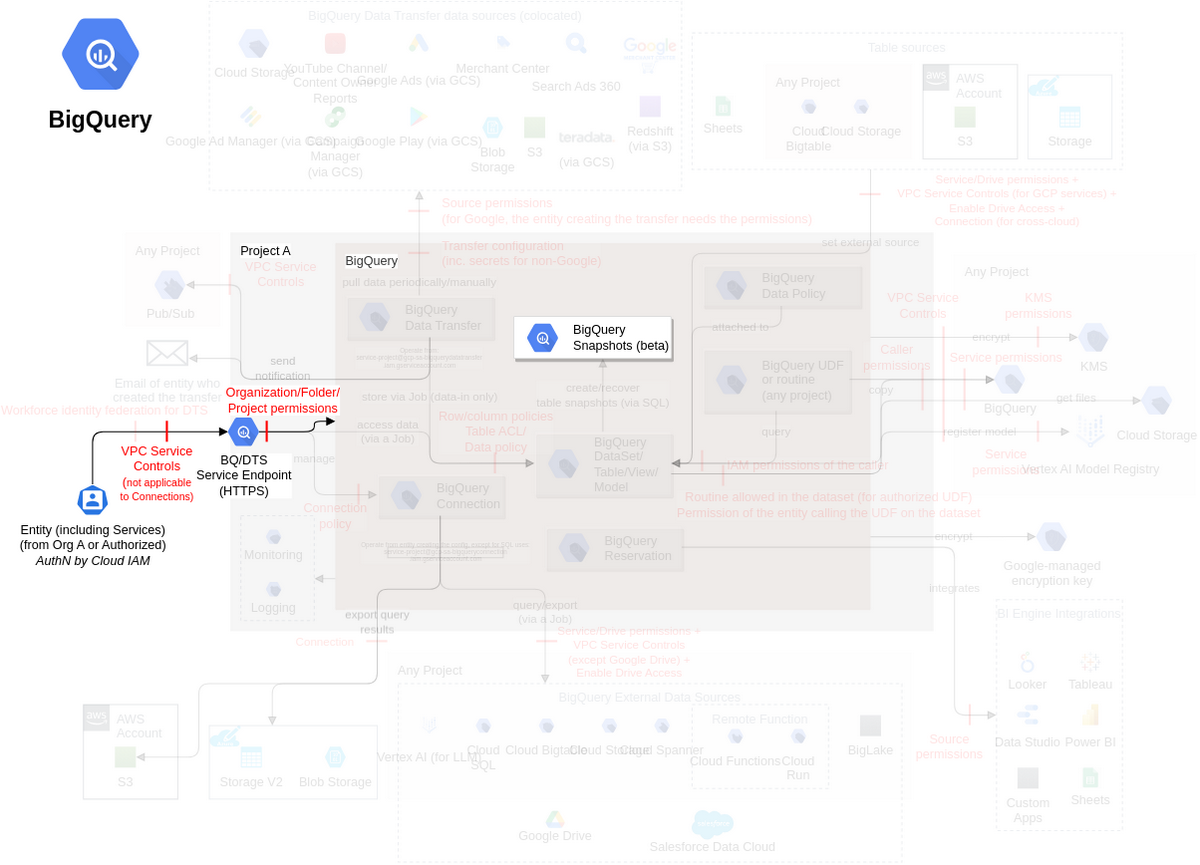 BigQuery
BigQuery Data Transfer data sources (colocated)
Cloud Storage
YouTube Channel/
Content Owner
Reports
Google Ads (via GCS)
Merchant Center
Search Ads 360
Google
Google Ad Manager (via GCS)
Campaign
Manager
(via GCS)
Google Play (via GCS)
Blob
Storage
S3
teradata.
(via GCS)
Redshift
(via S3)
Table sources
Sheets
Any Project
Cloud
Bigtable
Cloud Storage
aws
AWS
Account
S3
Storage
Service/Drive permissions +
VPC Service Controls (for GCP services) +
Enable Drive Access +
Connection (for cross-cloud)
Source permissions
(for Google, the entity creating the transfer needs the permissions)
Transfer configuration
(inc. secrets for non-Google)
set external source
Any Project
Pub/Sub
VPC Service
Controls
Project A
BigQuery
pull data periodically/manually
BigQuery
Data Transfer
BigQuery
Snapshots (beta)
BigQuery
Data Policy
attached to
BigQuery UDF
or routine
(any project)
query
send
notification
Email of entity who
created the transfer
store via Job (data-in only)
create/recover
table snapshots (via SQL)
Row/column policies
Table ACL/
Data policy
access data
(via a Job)
BigQuery
DataSet/
Table/View/
Model
manage
BigQuery
Connection
Connection
policy
BigQuery
Reservation
IAM permissions of the caller
Routine allowed in the dataset (for authorized UDF)
Permission of the entity calling the UDF on the dataset
Workforce identity federation for DTS
Organization/Folder/
Project permissions
VPC Service
Controls
(not applicable
to Connections)
BQ/DTS
Service Endpoint
(HTTPS)
Entity (including Services)
(from Org A or Authorized)
AuthN by Cloud IAM
Monitoring
Logging
Any Project
VPC Service
Controls
KMS
permissions
encrypt
KMS
Caller
permissions
Service permissions
copy
BigQuery
get files
Cloud Storage
register model
Service
permissions
Vertex AI Model Registry
encrypt
Google-managed
encryption key
integrates
BI Engine Integrations
Looker
Tableau
Data Studio
Power BI
Custom
Apps
Sheets
Source
permissions
export query
results
Connection
query/export
(via a Job)
Service/Drive permissions +
VPC Service Controls
(except Google Drive) +
Enable Drive Access
aws
AWS
Account
S3
Storage V2
Blob Storage
Any Project
BigQuery External Data Sources
Vertex AI (for LLM)
Cloud
SQL
Cloud Bigtable
Cloud Storage
Cloud Spanner
Remote Function
Cloud Functions
Cloud
Run
BigLake
Google Drive
Salesforce Data Cloud